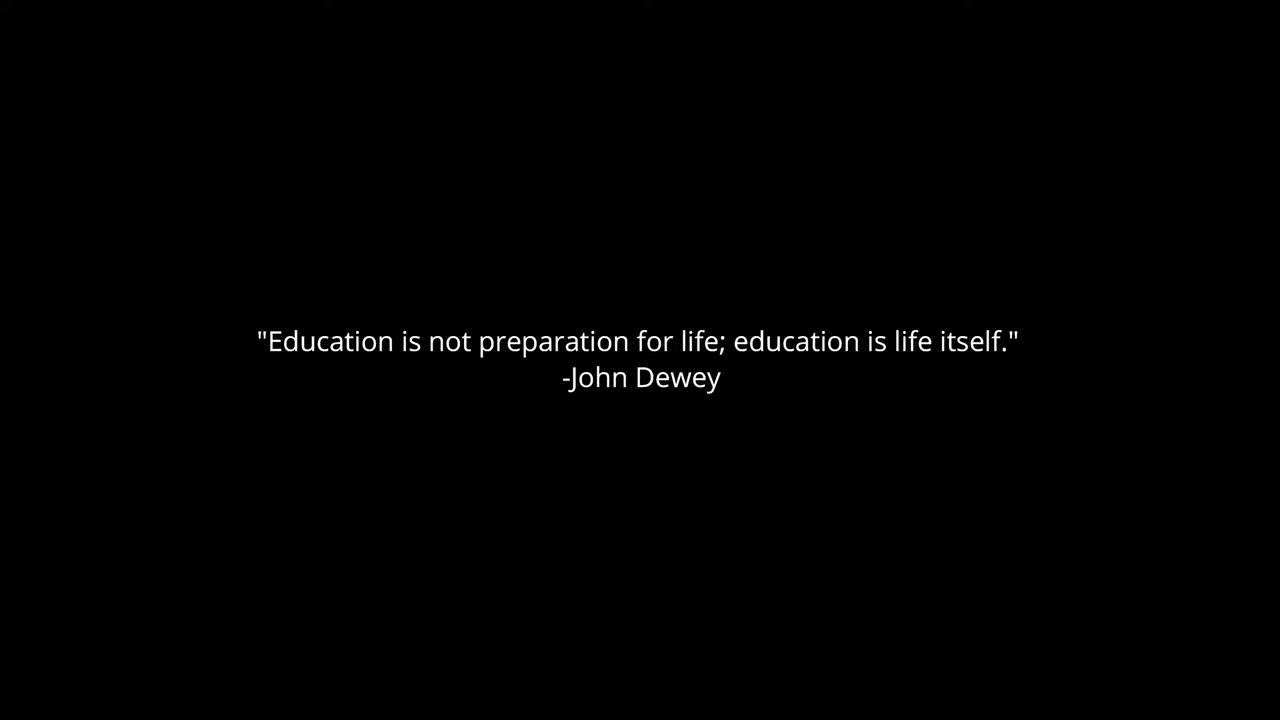 "Education is not preparation for life; education is life itself."
-John Dewey